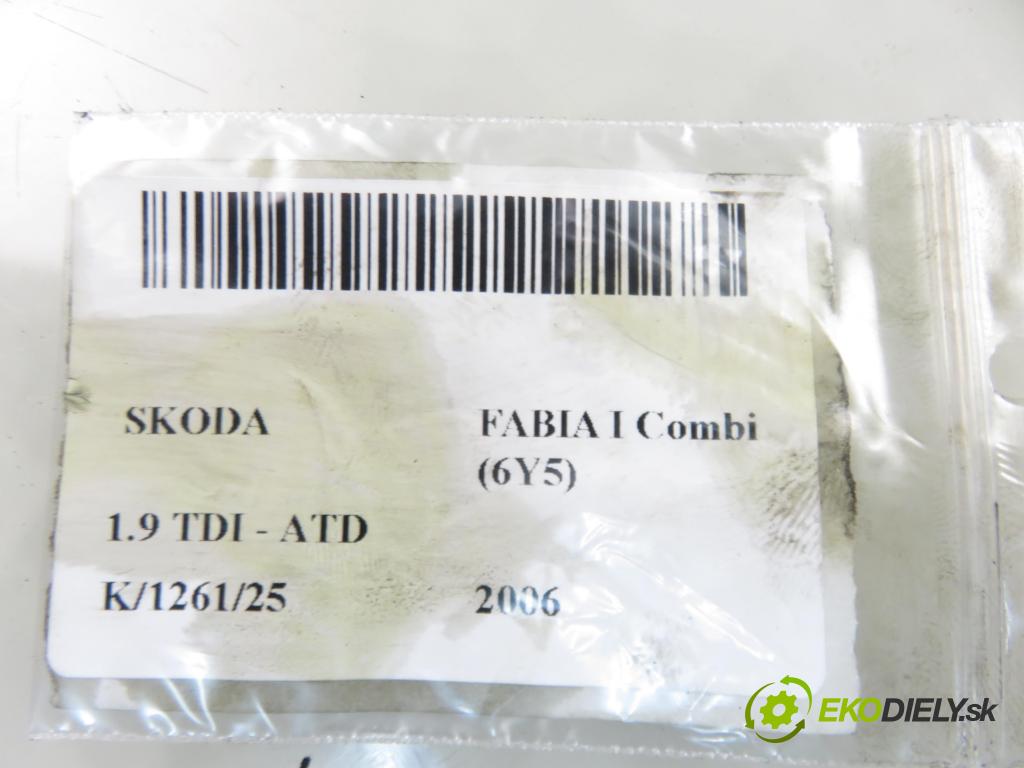 SKODA
FABIA I Combi
(6Y5)
1.9 TDI - ATD
K/1261/25
2006
EKODIELY.sk